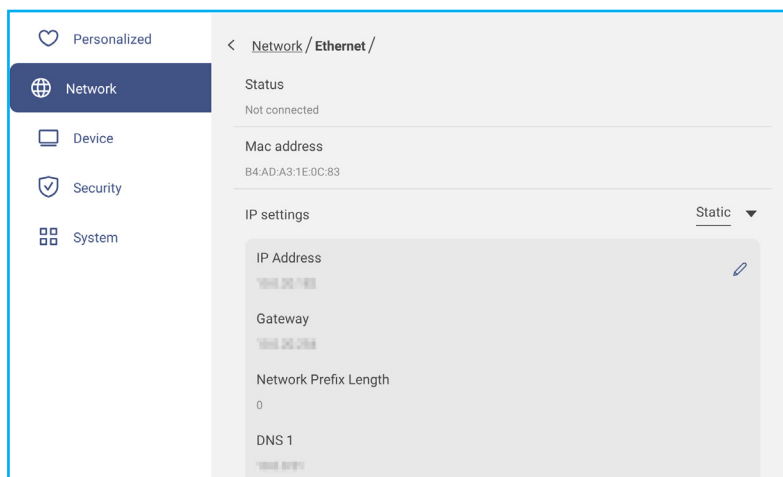 Personalized
Network
Device
Security
System
Network / Ethernet /
Status
Not connected
Mac address
B4:AD:A3:1E:0C:83
IP settings
Static
IP Address
Gateway
Network Prefix Length
0
DNS 1